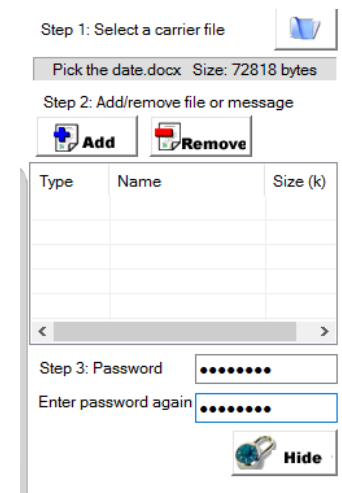 Step 1: Select a carrier file
Pick the date.docx Size: 72818 bytes
Step 2: Add/remove file or message
Add Remove
Type Name Size (k)
Step 3: Password ●●●●●●●●
Enter password again ●●●●●●●●
Hide